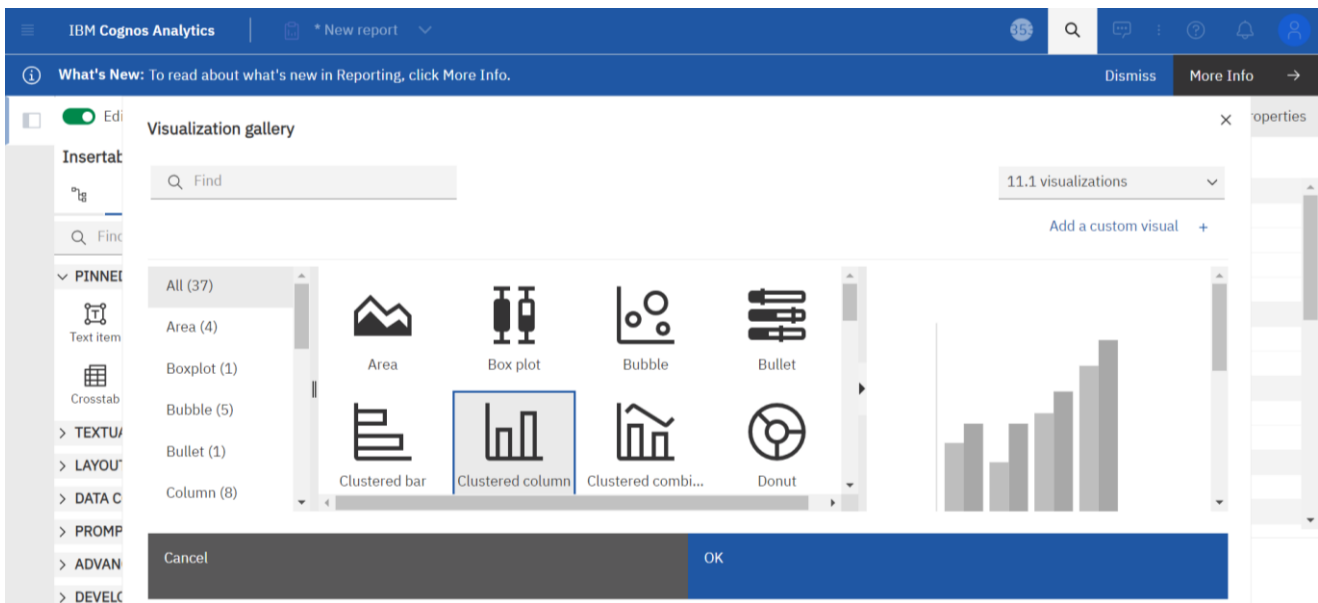 IBM Cognos Analytics
* New report
What's New: To read about what's new in Reporting, click More Info.
Dismiss
More Info
Edi
Visualization gallery
operties
Insertab
Find
11.1 visualizations
Find
Add a custom visual +
PINNED
Text item
Crosstab
TEXTUA
LAYOUT
DATA C
PROMP
ADVAN
DEVELO
All (37)
Area (4)
Boxplot (1)
Bubble (5)
Bullet (1)
Column (8)
Area
Box plot
Bubble
Bullet
Clustered bar
Clustered column
Clustered combi...
Donut
Cancel
OK